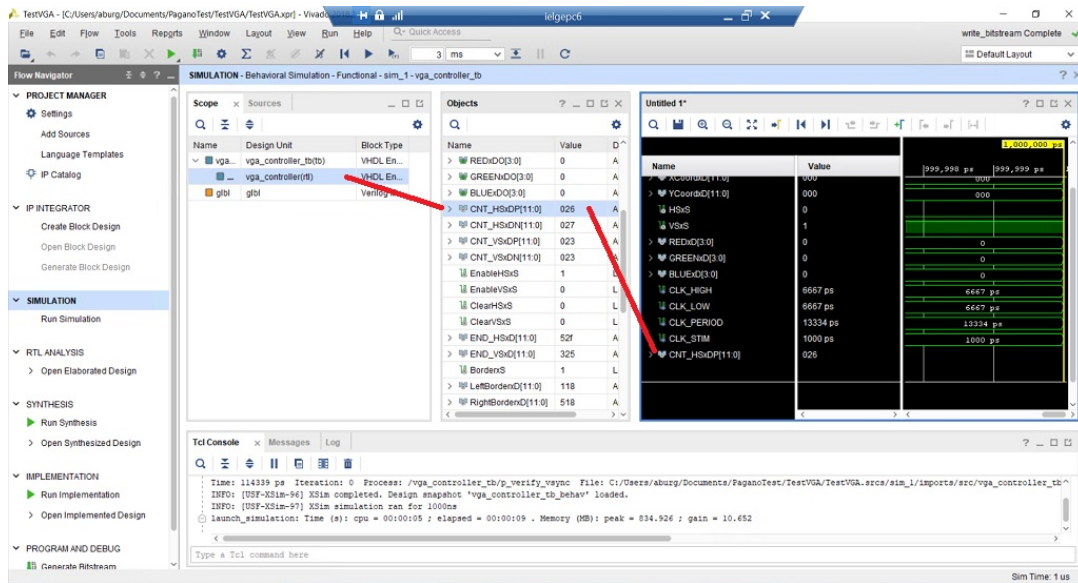 TestVGA - [C:/Users/aburg/Documents/PaganoTest/TestVGA/TestVGA.xpr] - Vivado
ielgepc6
File Edit Flow Tools Reports Window Layout View Run Help Quick Access
write_bitstream Complete
3 ms
Default Layout
Flow Navigator
SIMULATION - Behavioral Simulation - Functional - sim_1 - vga_controller_tb
PROJECT MANAGER
Settings
Add Sources
Language Templates
IP Catalog
IP INTEGRATOR
Create Block Design
Open Block Design
Generate Block Design
SIMULATION
Run Simulation
RTL ANALYSIS
Open Elaborated Design
SYNTHESIS
Run Synthesis
Open Synthesized Design
IMPLEMENTATION
Run Implementation
Open Implemented Design
PROGRAM AND DEBUG
Generate Bitstream
Scope Sources
Name Design Unit Block Type
vga... vga_controller_tb(tb) VHDL En...
... vga_controller(rtl) VHDL En...
glbl glbl Verilog
Objects
Name Value
REDxDO[3:0] 0 A
GREENxDO[3:0] 0 A
BLUExDO[3:0] 0 A
CNT_HSxDP[11:0] 026 A
CNT_HSxDN[11:0] 027 A
CNT_VSxDP[11:0] 023 A
CNT_VSxDN[11:0] 023 A
EnableHSxS 1
EnableVSxS 0 L
ClearHSxS 0 L
ClearVSxS 0 L
END_HSxD[11:0] 52f A
END_VSxD[11:0] 325 A
BorderxS 1 L
LeftBorderxD[11:0] 118 A
RightBorderxD[11:0] 518 A
Untitled 1*
1,000,000 ps
Name Value 999,998 ps 999,999 ps
XCoordxD[11:0] 000 000
YCoordxD[11:0] 000 000
HSxS 0
VSxS 1
REDxD[3:0] 0 0
GREENxD[3:0] 0 0
BLUExD[3:0] 0 0
CLK_HIGH 6667 ps 6667 ps
CLK_LOW 6667 ps 6667 ps
CLK_PERIOD 13334 ps 13334 ps
CLK_STIM 1000 ps 1000 ps
CNT_HSxDP[11:0] 026
Tcl Console Messages Log
Time: 114339 ps Iteration: 0 Process: /vga_controller_tb/p_verify_vsync File: C:/Users/aburg/Documents/PaganoTest/TestVGA/TestVGA.srcs/sim_1/imports/src/vga_controller_tb
INFO: [USF-XSim-96] XSim completed. Design snapshot 'vga_controller_tb_behav' loaded.
INFO: [USF-XSim-97] XSim simulation ran for 1000ns
launch_simulation: Time (s): cpu = 00:00:05 ; elapsed = 00:00:09 . Memory (MB): peak = 834.926 ; gain = 10.652
Type a Tcl command here
Sim Time: 1 us